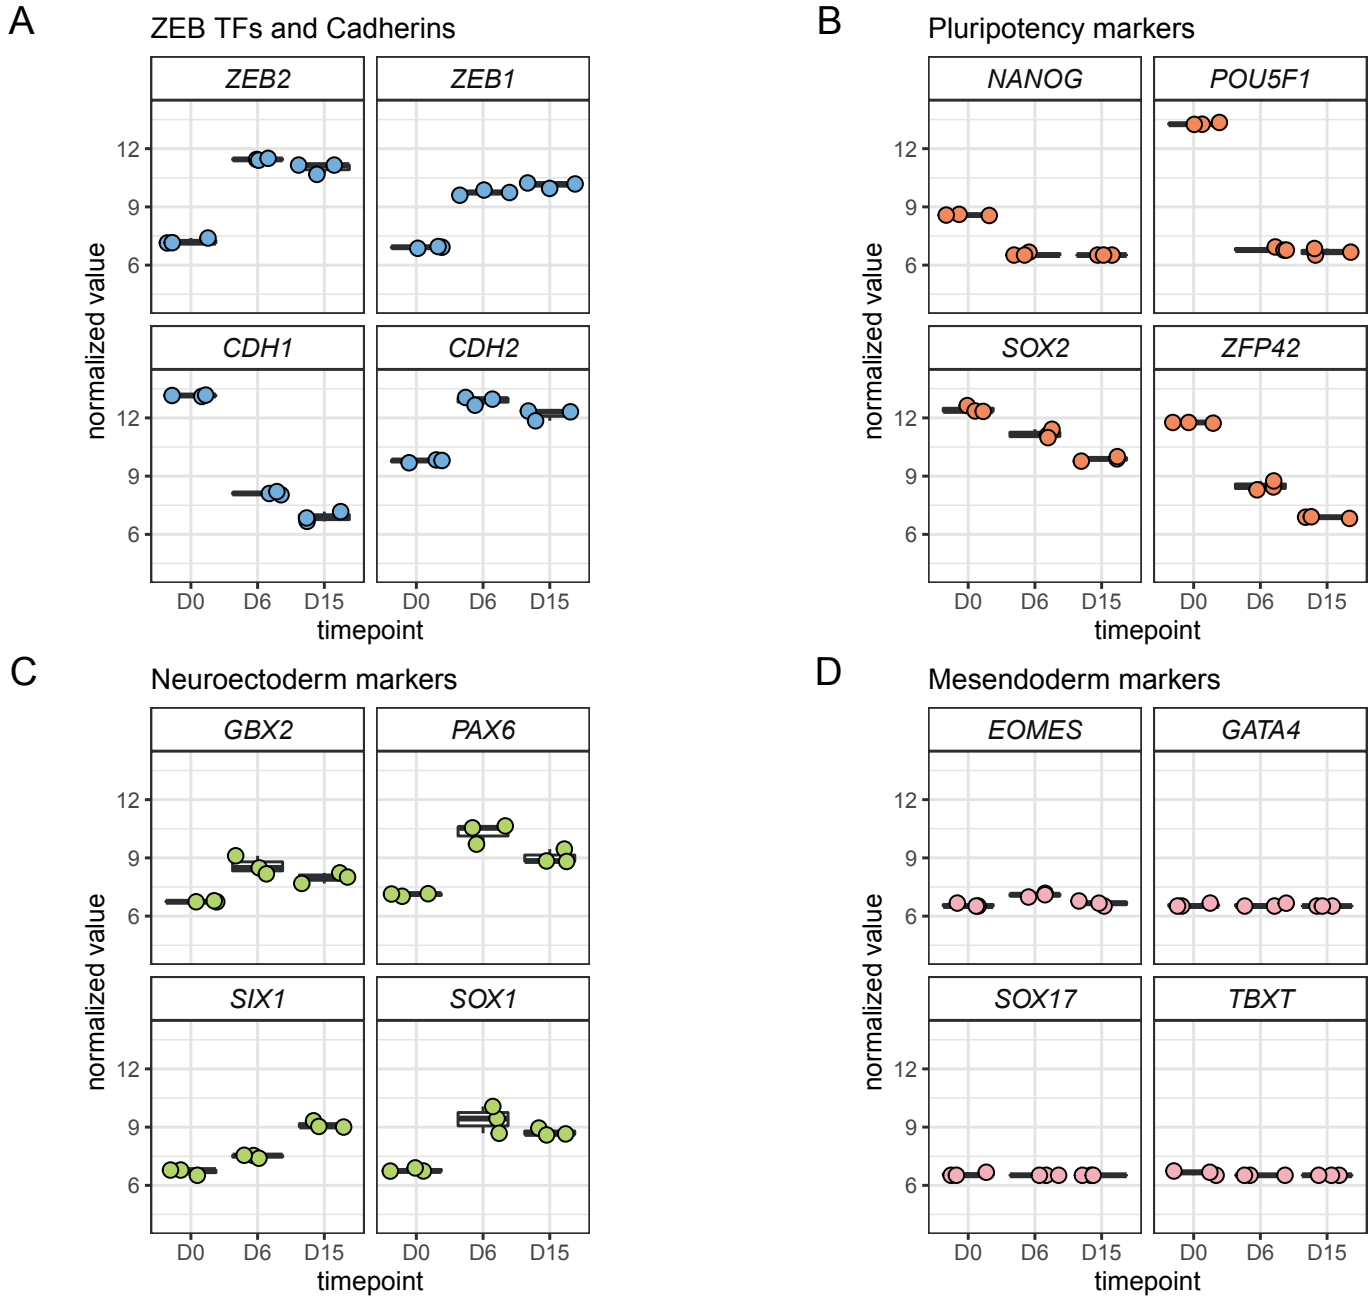 A
ZEB TFs and Cadherins
ZEB2
ZEB1
12
9
6
CDH1
CDH2
12
9
6
normalized value
D0
D6
D15
D0
D6
D15
timepoint
B
Pluripotency markers
NANOG
POU5F1
12
9
6
SOX2
ZFP42
12
9
6
normalized value
D0
D6
D15
D0
D6
D15
timepoint
C
Neuroectoderm markers
GBX2
PAX6
12
9
6
SIX1
SOX1
12
9
6
normalized value
D0
D6
D15
D0
D6
D15
timepoint
D
Mesendoderm markers
EOMES
GATA4
12
9
6
SOX17
TBXT
12
9
6
normalized value
D0
D6
D15
D0
D6
D15
timepoint